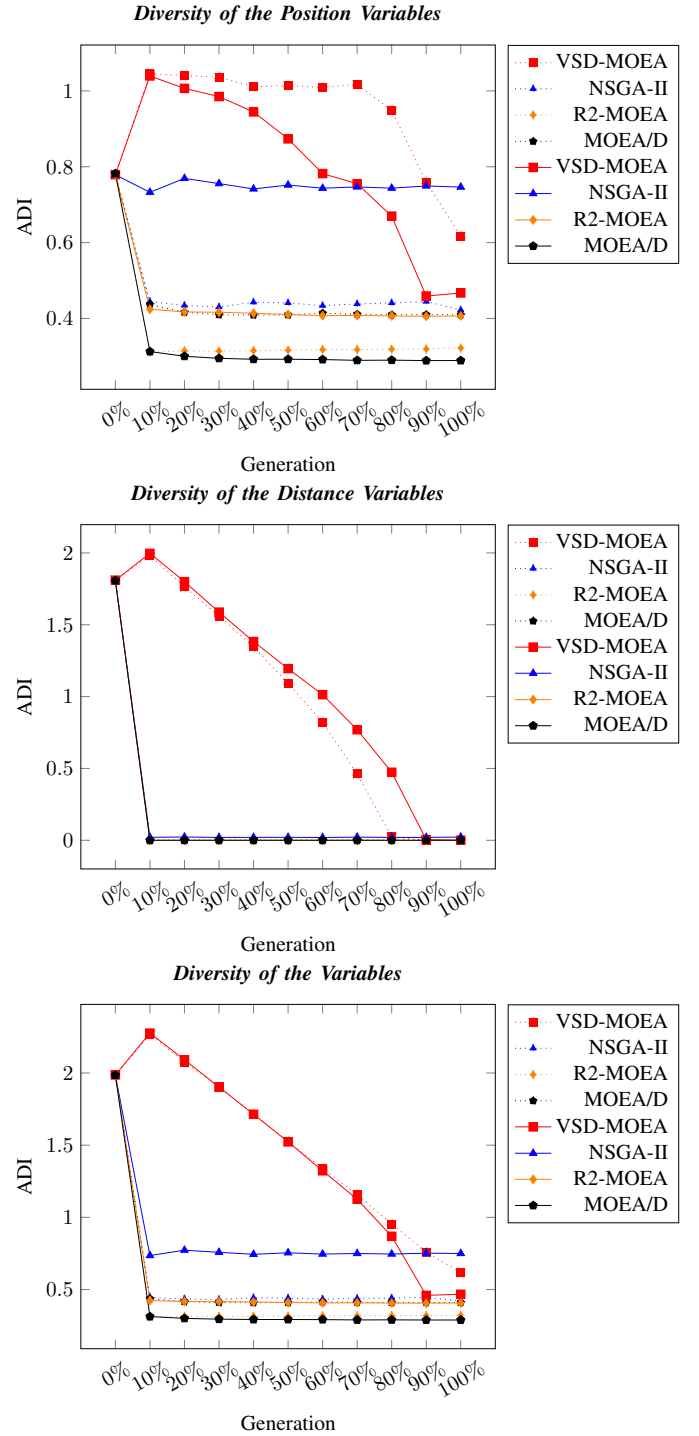 Diversity of the Position Variables
1
0.8
0.6
0.4
ADI
0%
10%
20%
30%
40%
50%
60%
70%
80%
90%
100%
Generation
VSD-MOEA
NSGA-II
R2-MOEA
MOEA/D
VSD-MOEA
NSGA-II
R2-MOEA
MOEA/D
Diversity of the Distance Variables
2
1.5
1
0.5
0
ADI
0%
10%
20%
30%
40%
50%
60%
70%
80%
90%
100%
Generation
VSD-MOEA
NSGA-II
R2-MOEA
MOEA/D
VSD-MOEA
NSGA-II
R2-MOEA
MOEA/D
Diversity of the Variables
2
1.5
1
0.5
ADI
0%
10%
20%
30%
40%
50%
60%
70%
80%
90%
100%
Generation
VSD-MOEA
NSGA-II
R2-MOEA
MOEA/D
VSD-MOEA
NSGA-II
R2-MOEA
MOEA/D